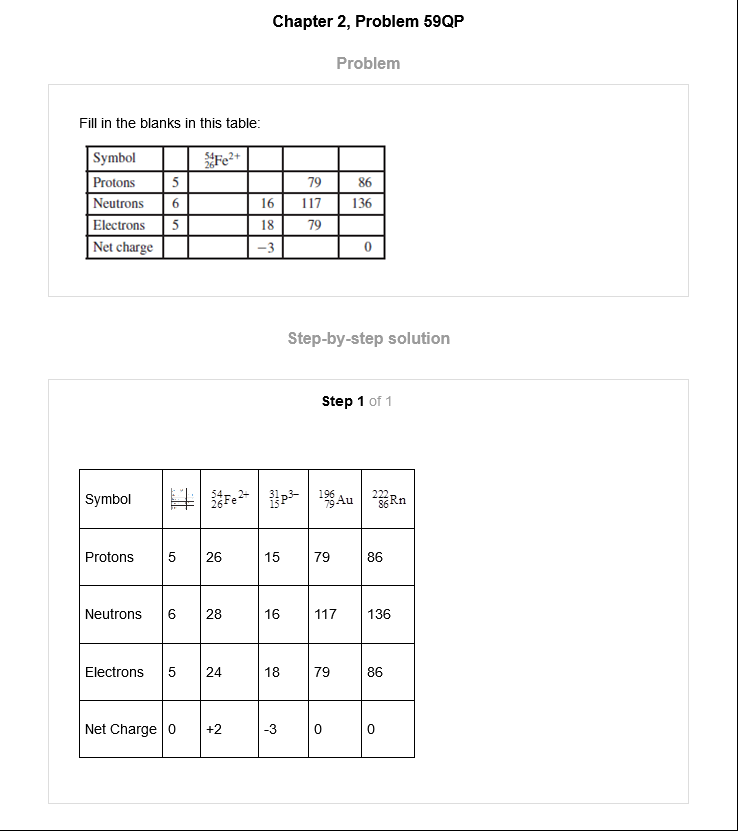 Chapter 2, Problem 59QP
Problem
Fill in the blanks in this table:
Symbol 54 26 Fe2+
Protons 5 79 86
Neutrons 6 16 117 136
Electrons 5 18 79
Net charge −3 0
Step-by-step solution
Step 1 of 1
Symbol 54 26 Fe 2+ 31 15 P 3− 196 79 Au 222 86 Rn
Protons 5 26 15 79 86
Neutrons 6 28 16 117 136
Electrons 5 24 18 79 86
Net Charge 0 +2 -3 0 0